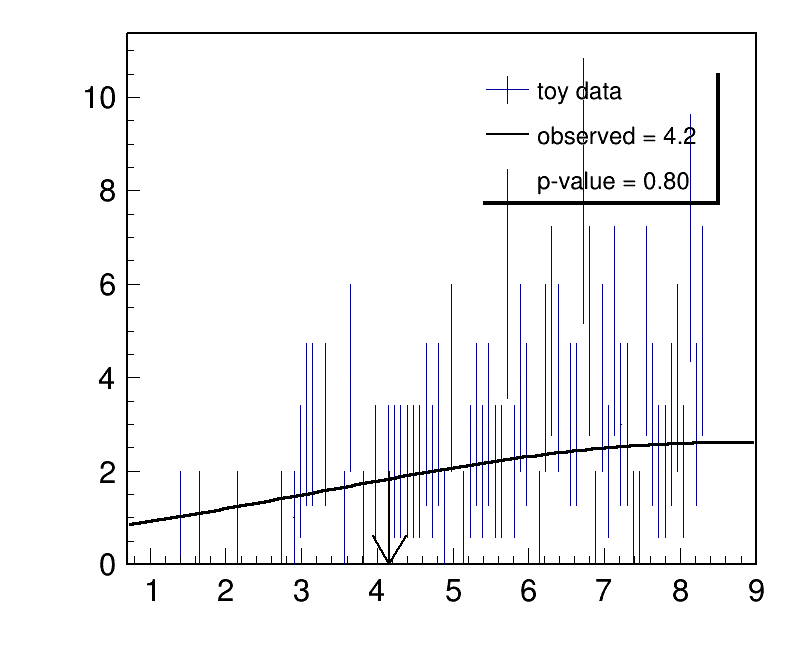 10
toy data
observed = 4.2
8
p-value = 0.80
6
4
2
0
1 2 3 4 5 6 7 8 9